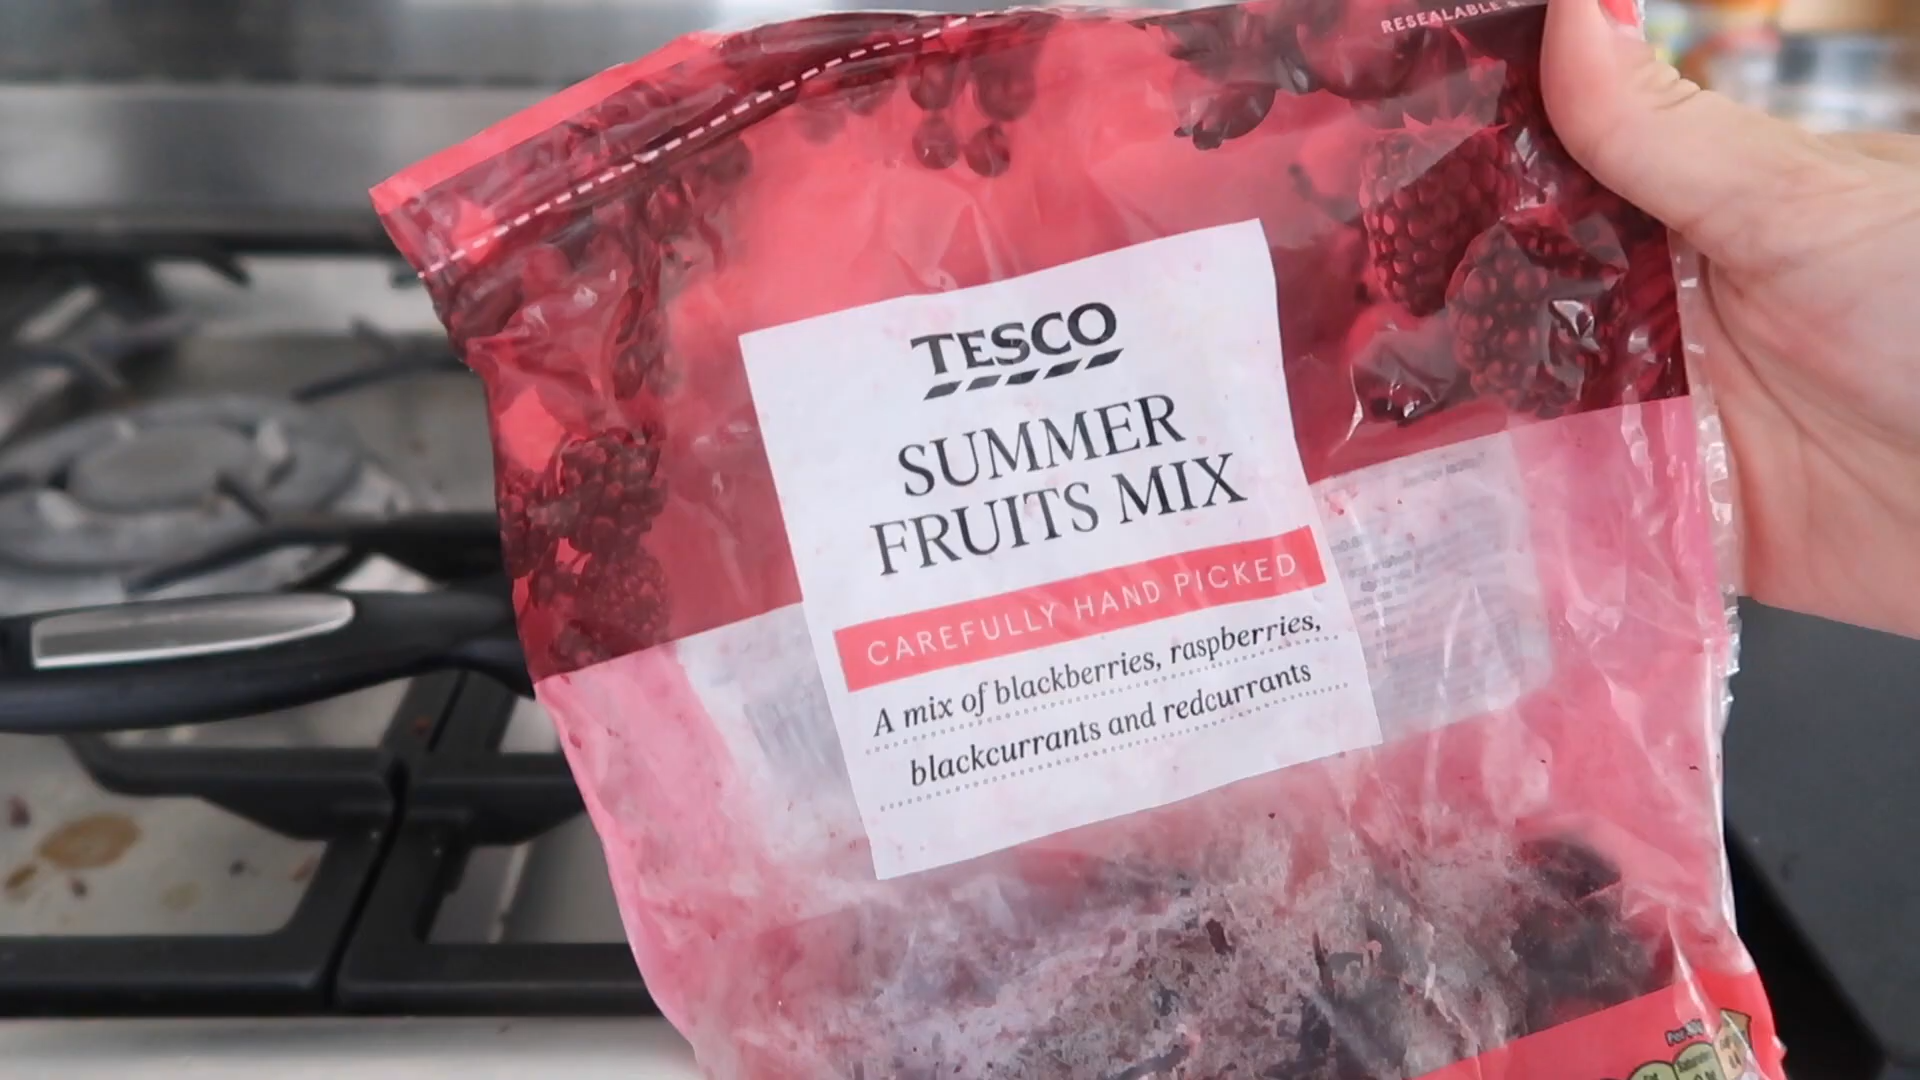 RESEALABLE
TESCO
SUMMER
FRUITS MIX
CAREFULLY HAND PICKED
A mix of blackberries, raspberries,
blackcurrants and redcurrants